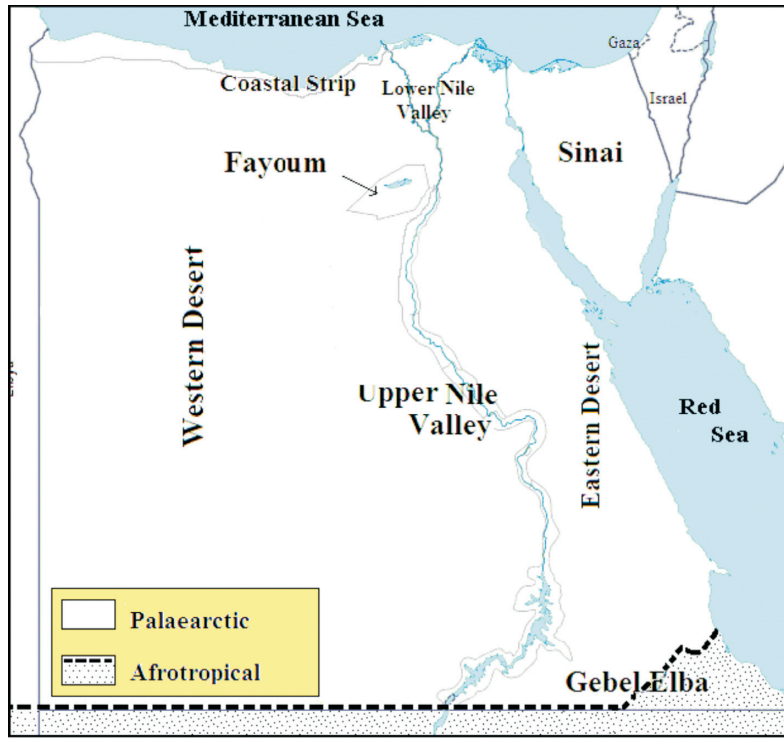 Mediterranean Sea
Gaza
Coastal Strip
Lower Nile
Valley
Israel
Sinai
Fayoum
Western Desert
Upper Nile
Valley
Eastern Desert
Red
Sea
Palaearctic
Afrotropical
Gebel Elba